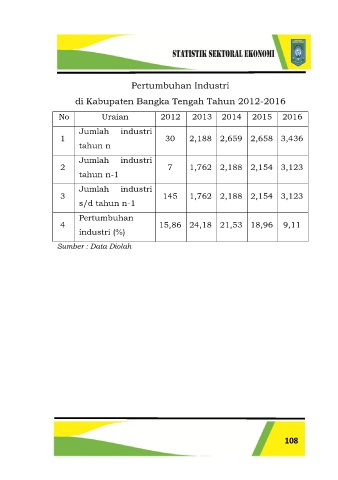 STATISTIK SEKTORAL EKONOMI
Pertumbuhan Industri
di Kabupaten Bangka Tengah Tahun 2012-2016
No Uraian 2012 2013 2014 2015 2016
1 Jumlah industri tahun n 30 2,188 2,659 2,658 3,436
2 Jumlah industri tahun n-1 7 1,762 2,188 2,154 3,123
3 Jumlah industri s/d tahun n-1 145 1,762 2,188 2,154 3,123
4 Pertumbuhan industri (%) 15,86 24,18 21,53 18,96 9,11
Sumber : Data Diolah
108